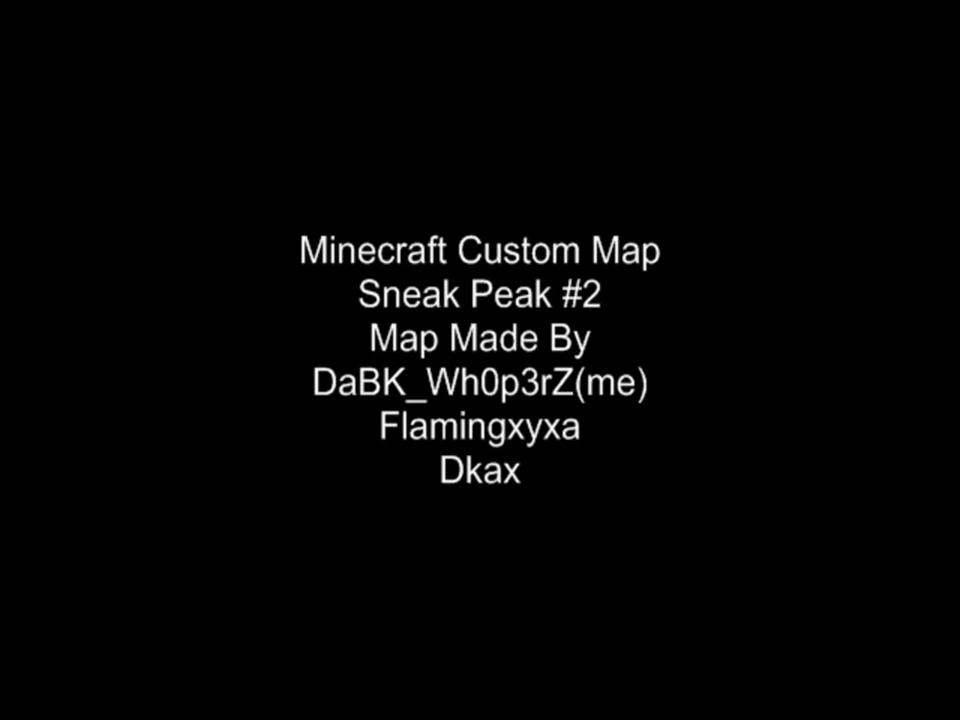 Minecraft Custom Map
Sneak Peak #2
Map Made By
DaBK_Wh0p3rZ(me)
Flamingxyxa
Dkax